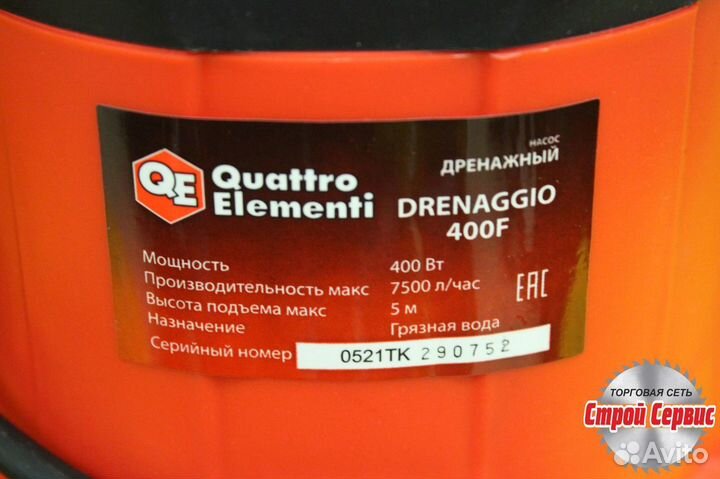 НАСОС
ДРЕНАЖНЫЙ
QE
Quattro
Elementi
DRENAGGIO
400F
Мощность 400 Вт
Производительность макс 7500 л/час
Высота подъема макс 5 м
Назначение Грязная вода
Серийный номер 0521TK 290752
EAC
ТОРГОВАЯ СЕТЬ
Строй Сервис
Avito